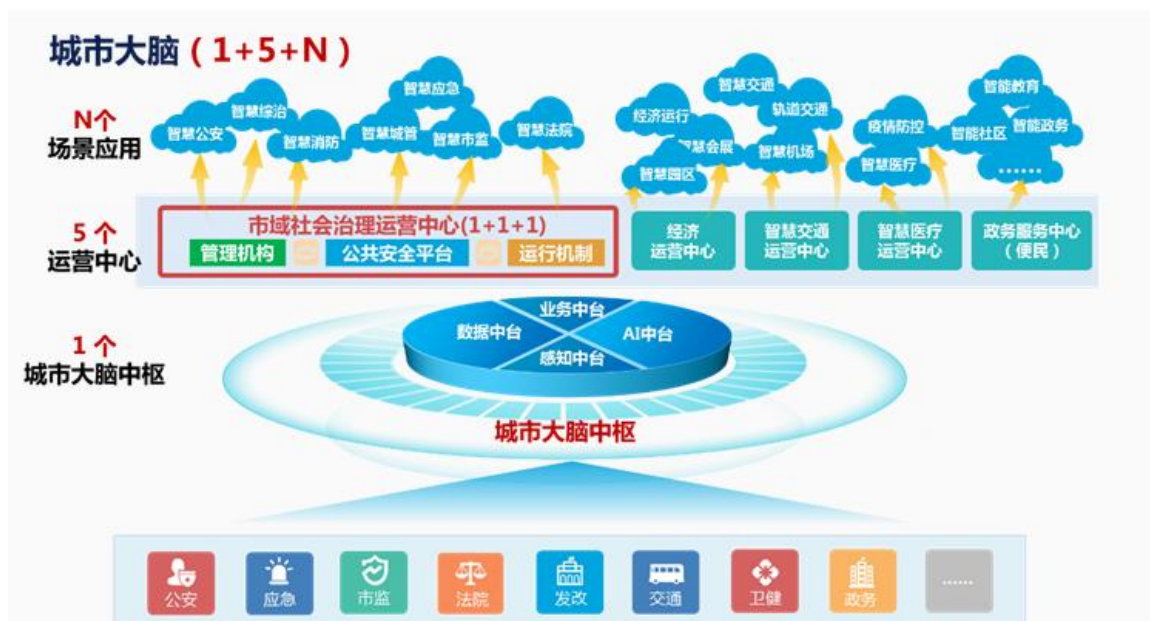 城市大脑（1+5+N）
N个
场景应用
智慧公安
智慧综治
智慧消防
智慧应急
智慧城管
智慧市监
智慧法院
经济运行
智慧会展
智慧园区
智慧交通
轨道交通
智慧机场
疫情防控
智慧医疗
智能教育
智能社区
智能政务
……
5个
运营中心
市域社会治理运营中心(1+1+1)
管理机构
公共安全平台
运行机制
经济
运营中心
智慧交通
运营中心
智慧医疗
运营中心
政务服务中心
（便民）
1个
城市大脑中枢
业务中台
数据中台
AI中台
感知中台
城市大脑中枢
公安
应急
市监
法院
发改
交通
卫健
政务
……